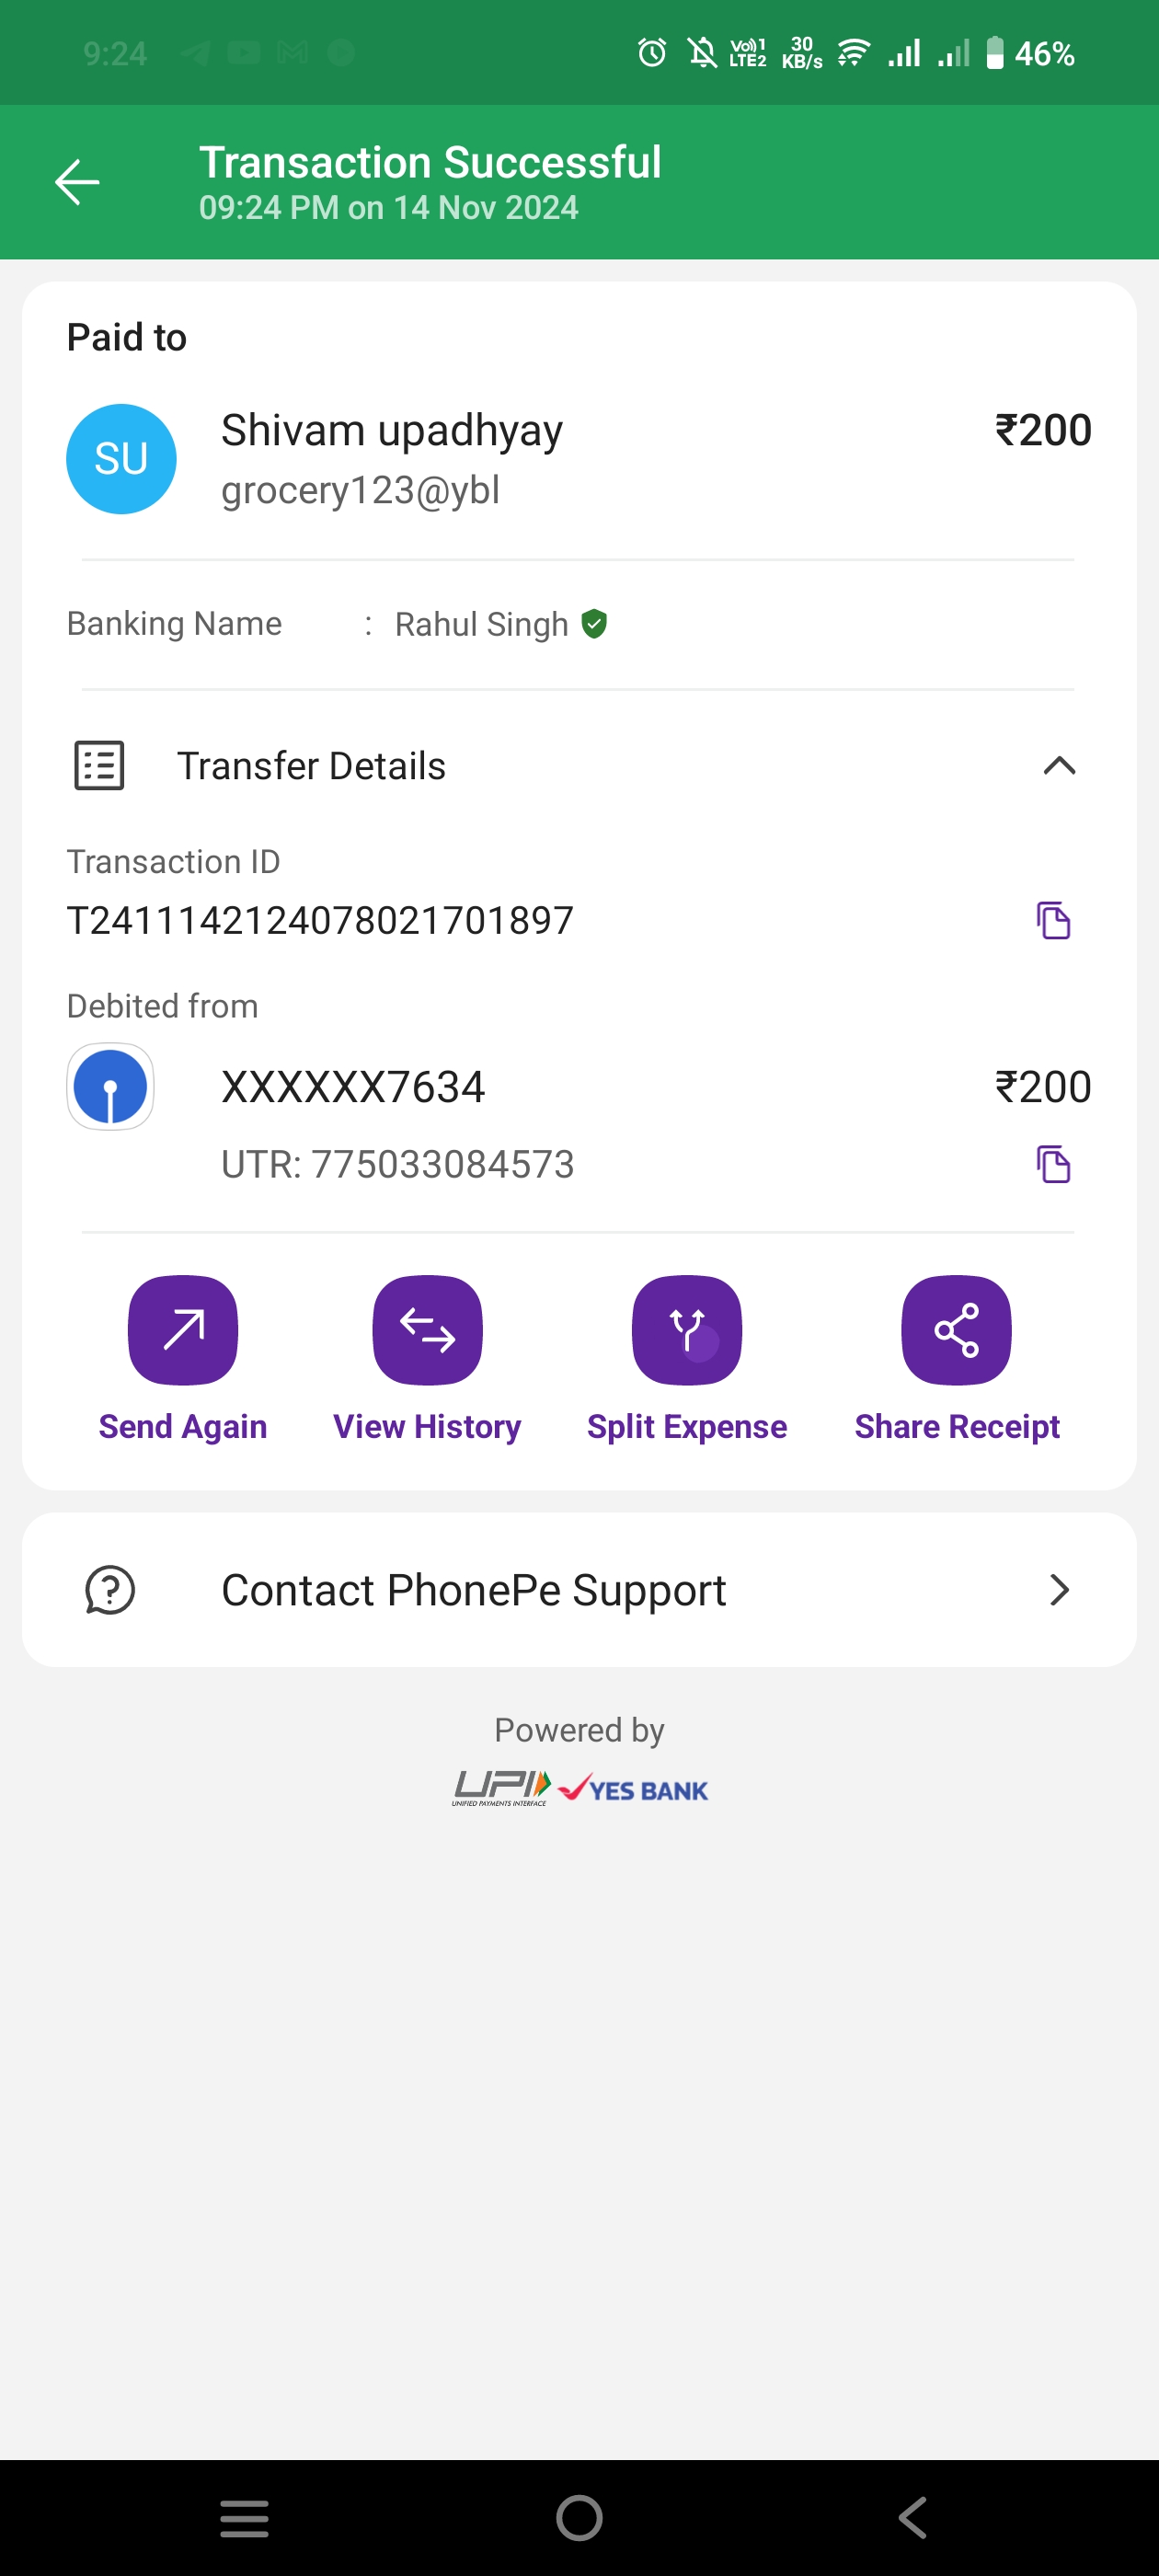 9:24
Vo))1
LTE2
30
KB/s
46%
Transaction Successful
09:24 PM on 14 Nov 2024
Paid to
SU
Shivam upadhyay
₹200
grocery123@ybl
Banking Name : Rahul Singh
Transfer Details
Transaction ID
T2411142124078021701897
Debited from
XXXXXX7634
₹200
UTR: 775033084573
Send Again
View History
Split Expense
Share Receipt
Contact PhonePe Support
Powered by
UPI
UNIFIED PAYMENTS INTERFACE
YES BANK